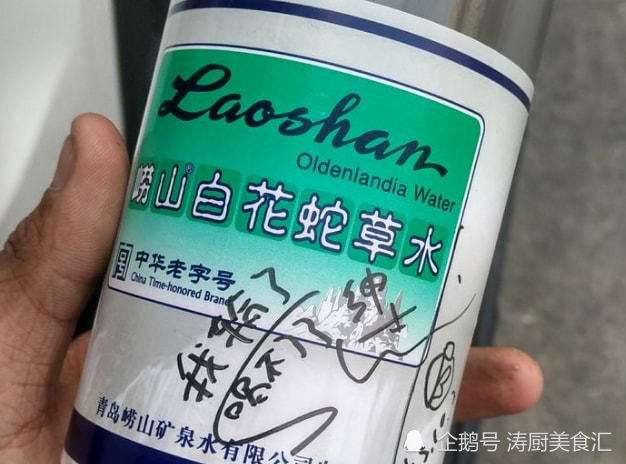 Laoshan
Oldenlandia Water
崂山®白花蛇草水
中华老字号
China Time-honored Brand
青岛崂山矿泉水有限公司
企鹅号 涛厨美食汇